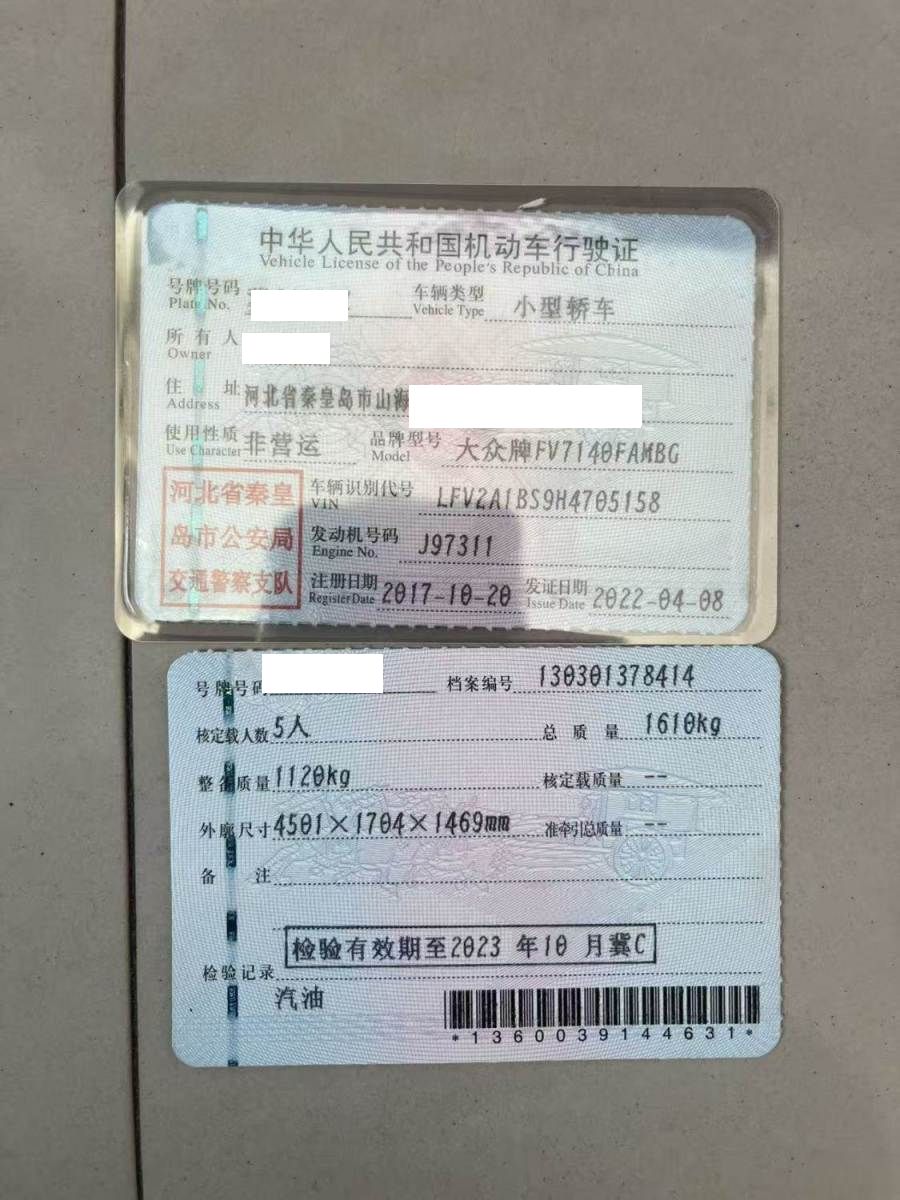 中华人民共和国机动车行驶证
Vehicle License of the People's Republic of China
号牌号码 车辆类型 小型轿车
Plate No. Vehicle Type
所有人
Owner
住址 河北省秦皇岛市山海
Address
使用性质 非营运 品牌型号 大众牌FV7140FAMBG
Use Character Model
河北省秦皇岛市公安局交通警察支队
车辆识别代号 LFV2A1BS9H4705158
VIN
发动机号码 J97311
Engine No.
注册日期 2017-10-20 发证日期 2022-04-08
Register Date Issue Date
号牌号码 档案编号 130301378414
核定载人数 5人 总质量 1610kg
整备质量 1120kg 核定载质量 --
外廓尺寸 4501×1704×1469mm 准牵引总质量 --
备注
检验有效期至2023 年10 月冀C
检验记录
汽油
*1360039144631*